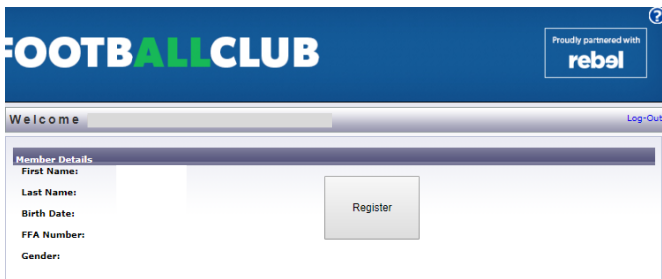 ?
FOOTBALLCLUB
Proudly partnered with
rebel
Welcome
Log-Out
Member Details
First Name:
Last Name:
Birth Date:
FFA Number:
Gender:
Register